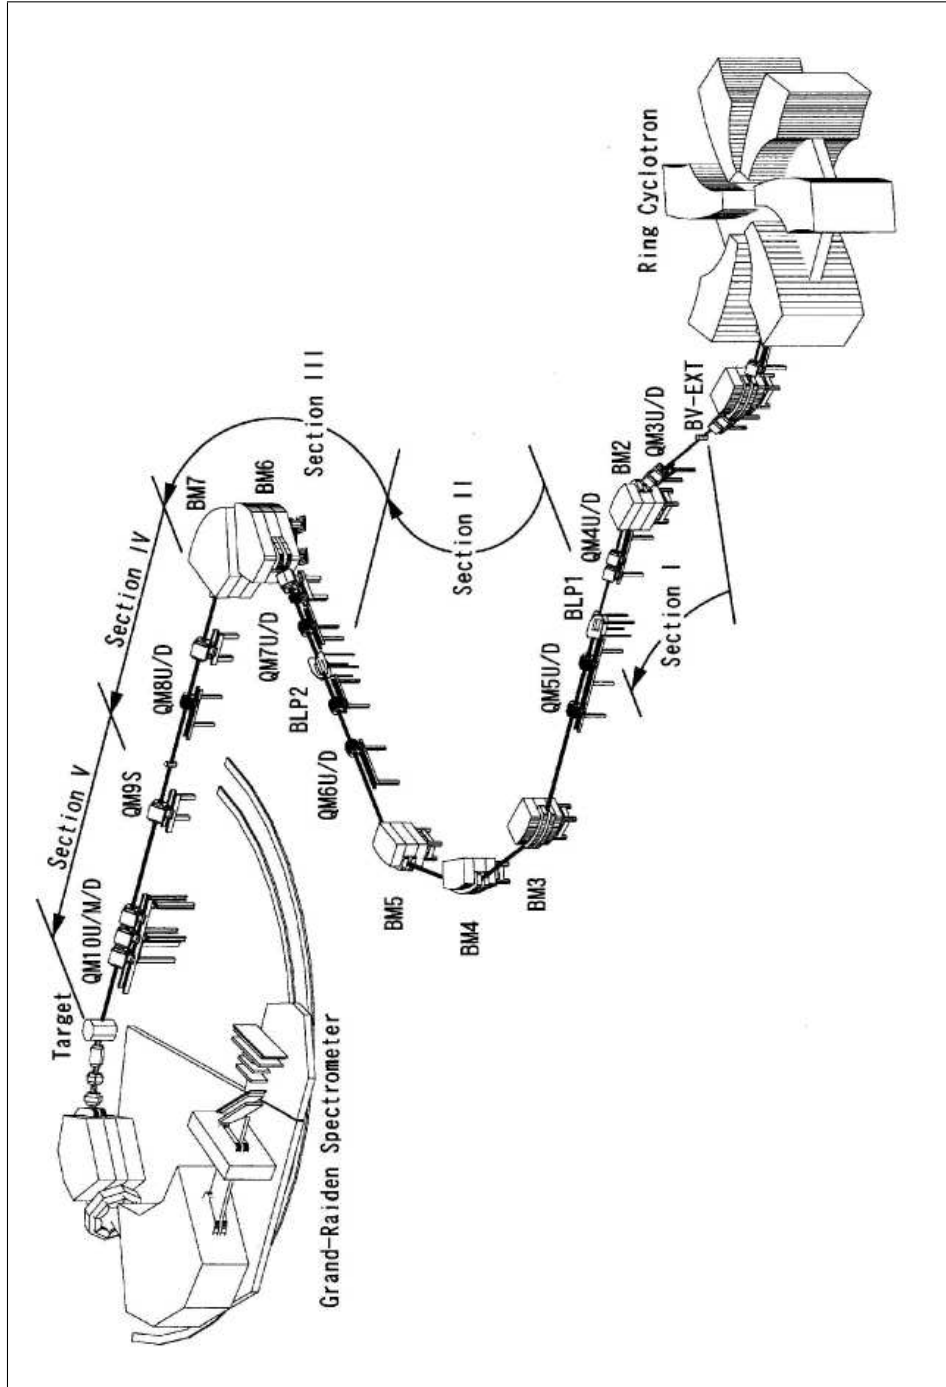 Ring Cyclotron
BV-EXT
QM3U/D
BM2
QM4U/D
BLP1
QM5U/D
Section I
BM3
BM4
BM5
Section II
QM6U/D
BLP2
QM7U/D
BM6
BM7
Section III
Section IV
QM8U/D
QM9S
Section V
QM10U/M/D
Target
Grand-Raiden Spectrometer